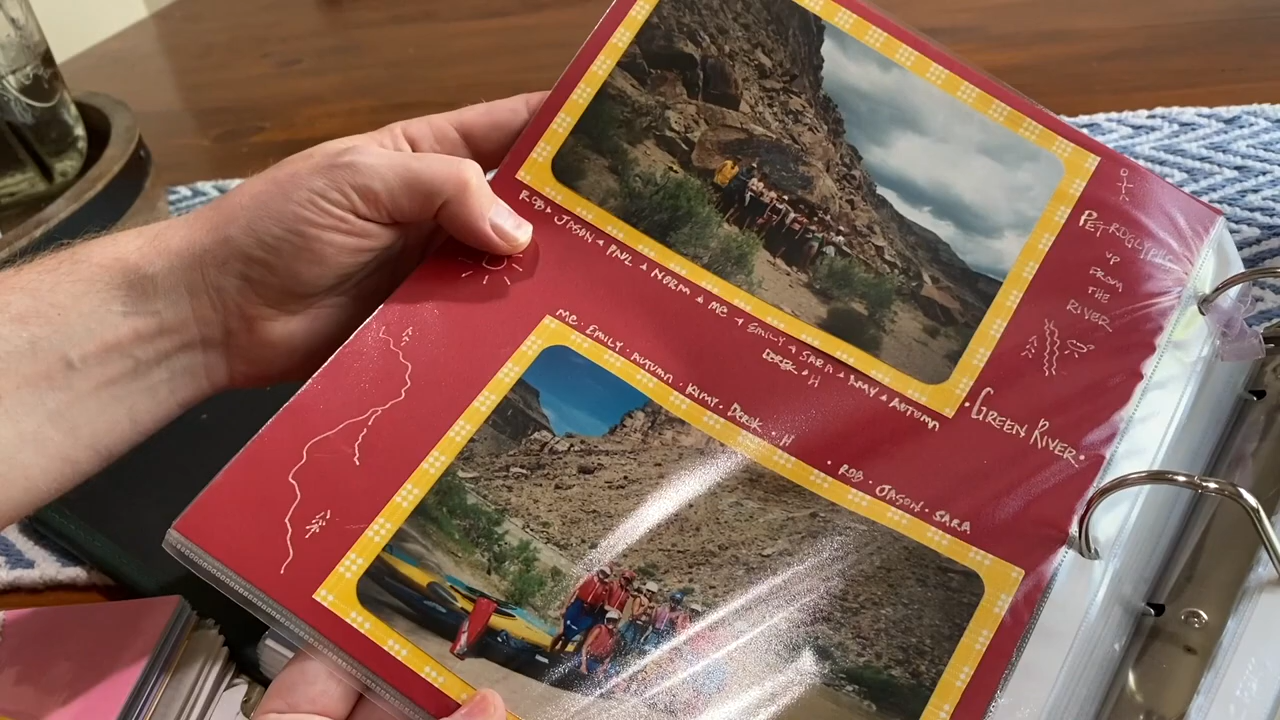 ROB • JASON • PAUL • NORM • ME • EMILY • SARA • AMY • AUTUMN
DEREK • H
PETROGLYPHS
UP
FROM
THE
RIVER
• GREEN RIVER •
ME • EMILY • AUTUMN • KIMY • DEREK • H
• ROB • JASON • SARA